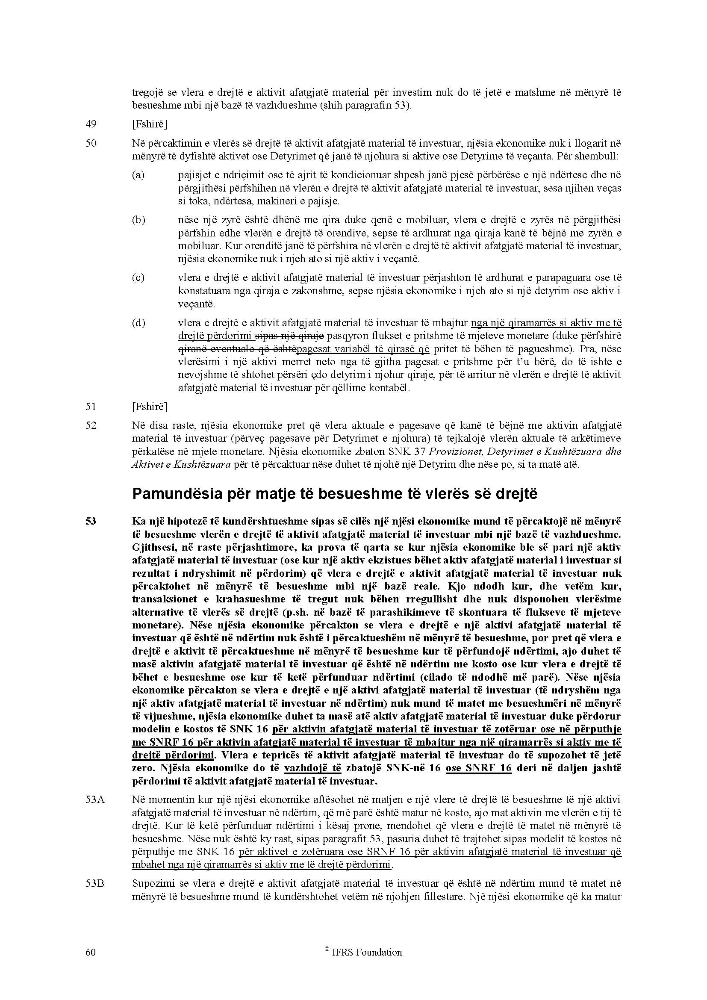 tregojë se vlera e drejtë e aktivit afatgjatë material për investim nuk do të jetë e matshme në mënyrë të
besueshme mbi një bazë të vazhdueshme (shih paragrafin 53).
49 [Fshirë]
50 Në përcaktimin e vlerës së drejtë të aktivit afatgjatë material të investuar, njësia ekonomike nuk i llogarit në
mënyrë të dyfishtë aktivet ose Detyrimet që janë të njohura si aktive ose Detyrime të veçanta. Për shembull:
(a) pajisjet e ndriçimit ose të ajrit të kondicionuar shpesh janë pjesë përbërëse e një ndërtese dhe në
përgjithësi përfshihen në vlerën e drejtë të aktivit afatgjatë material të investuar, sesa njihen veças
si toka, ndërtesa, makineri e pajisje.
(b) nëse një zyrë është dhënë me qira duke qenë e mobiluar, vlera e drejtë e zyrës në përgjithësi
përfshin edhe vlerën e drejtë të orendive, sepse të ardhurat nga qiraja kanë të bëjnë me zyrën e
mobiluar. Kur orenditë janë të përfshira në vlerën e drejtë të aktivit afatgjatë material të investuar,
njësia ekonomike nuk i njeh ato si një aktiv i veçantë.
(c) vlera e drejtë e aktivit afatgjatë material të investuar përjashton të ardhurat e parapaguara ose të
konstatuara nga qiraja e zakonshme, sepse njësia ekonomike i njeh ato si një detyrim ose aktiv i
veçantë.
(d) vlera e drejtë e aktivit afatgjatë material të investuar të mbajtur nga një qiramarrës si aktiv me të
drejtë përdorimi sipas një qiraje pasqyron flukset e pritshme të mjeteve monetare (duke përfshirë
qiranë eventuale qëështëpagesat variabël të qirasë që pritet të bëhen të pagueshme). Pra, nëse
vlerësimi i një aktivi merret neto nga të gjitha pagesat e pritshme për t’u bërë, do të ishte e
nevojshme të shtohet përsëri çdo detyrim i njohur qiraje, për të arritur në vlerën e drejtë të aktivit
afatgjatë material të investuar për qëllime kontabël.
51 [Fshirë]
52 Në disa raste, njësia ekonomike pret që vlera aktuale e pagesave që kanë të bëjnë me aktivin afatgjatë
material të investuar (përveç pagesave për Detyrimet e njohura) të tejkalojë vlerën aktuale të arkëtimeve
përkatëse në mjete monetare. Njësia ekonomike zbaton SNK 37 Provizionet, Detyrimet e Kushtëzuara dhe
Aktivet e Kushtëzuara për të përcaktuar nëse duhet të njohë një Detyrim dhe nëse po, si ta matë atë.
Pamundësia për matje të besueshme të vlerës së drejtë
53 Ka një hipotezë të kundërshtueshme sipas së cilës një njësi ekonomike mund të përcaktojë në mënyrë
të besueshme vlerën e drejtë të aktivit afatgjatë material të investuar mbi një bazë të vazhdueshme.
Gjithsesi, në raste përjashtimore, ka prova të qarta se kur njësia ekonomike ble së pari një aktiv
afatgjatë material të investuar (ose kur një aktiv ekzistues bëhet aktiv afatgjatë material i investuar si
rezultat i ndryshimit në përdorim) që vlera e drejtë e aktivit afatgjatë material të investuar nuk
përcaktohet në mënyrë të besueshme mbi një bazë reale. Kjo ndodh kur, dhe vetëm kur,
transaksionet e krahasueshme të tregut nuk bëhen rregullisht dhe nuk disponohen vlerësime
alternative të vlerës së drejtë (p.sh. në bazë të parashikimeve të skontuara të flukseve të mjeteve
monetare). Nëse njësia ekonomike përcakton se vlera e drejtë e një aktivi afatgjatë material të
investuar që është në ndërtim nuk është i përcaktueshëm në mënyrë të besueshme, por pret që vlera e
drejtë e aktivit të përcaktueshme në mënyrë të besueshme kur të përfundojë ndërtimi, ajo duhet të
masë aktivin afatgjatë material të investuar që është në ndërtim me kosto ose kur vlera e drejtë të
bëhet e besueshme ose kur të ketë përfunduar ndërtimi (cilado të ndodhë më parë). Nëse njësia
ekonomike përcakton se vlera e drejtë e një aktivi afatgjatë material të investuar (të ndryshëm nga
një aktiv afatgjatë material të investuar në ndërtim) nuk mund të matet me besueshmëri në mënyrë
të vijueshme, njësia ekonomike duhet ta masë atë aktiv afatgjatë material të investuar duke përdorur
modelin e kostos të SNK 16 për aktivin afatgjatë material të investuar të zotëruar ose në përputhje
me SNRF 16 për aktivin afatgjatë material të investuar të mbajtur nga një qiramarrës si aktiv me të
drejtë përdorimi. Vlera e tepricës të aktivit afatgjatë material të investuar do të supozohet të jetë
zero. Njësia ekonomike do të vazhdojë të zbatojë SNK-në 16 ose SNRF 16 deri në daljen jashtë
përdorimi të aktivit afatgjatë material të investuar.
53A Në momentin kur një njësi ekonomike aftësohet në matjen e një vlere të drejtë të besueshme të një aktivi
afatgjatë material të investuar në ndërtim, që më parë është matur në kosto, ajo mat aktivin me vlerën e tij të
drejtë. Kur të ketë përfunduar ndërtimi i kësaj prone, mendohet që vlera e drejtë të matet në mënyrë të
besueshme. Nëse nuk është ky rast, sipas paragrafit 53, pasuria duhet të trajtohet sipas modelit të kostos në
përputhje me SNK 16 për aktivet e zotëruara ose SRNF 16 për aktivin afatgjatë material të investuar që
mbahet nga një qiramarrës si aktiv me të drejtë përdorimi.
53B Supozimi se vlera e drejtë e aktivit afatgjatë material të investuar që është në ndërtim mund të matet në
mënyrë të besueshme mund të kundërshtohet vetëm në njohjen fillestare. Një njësi ekonomike që ka matur
60 © IFRS Foundation